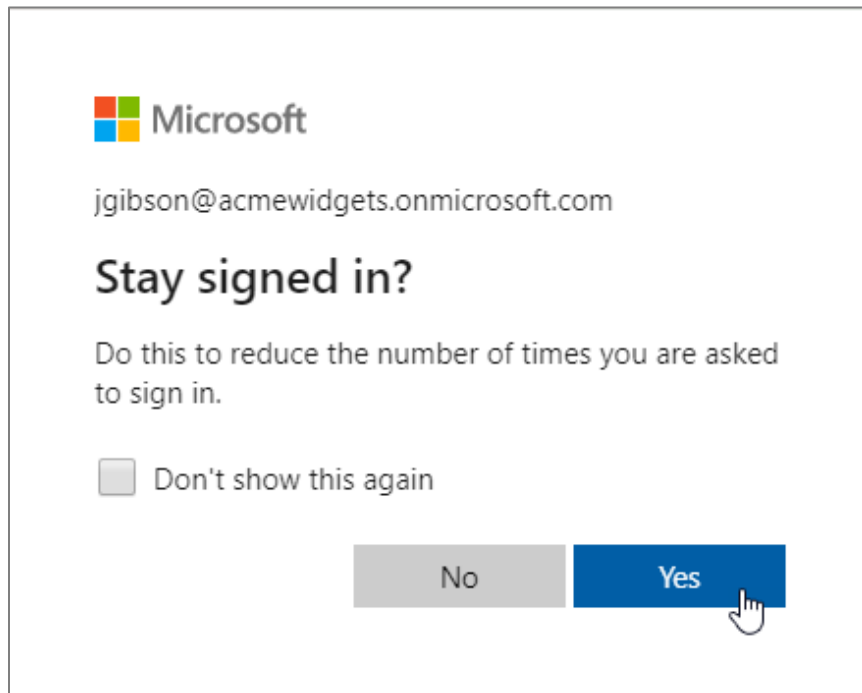 Microsoft
jgibson@acmewidgets.onmicrosoft.com
Stay signed in?
Do this to reduce the number of times you are asked
to sign in.
Don't show this again
No
Yes